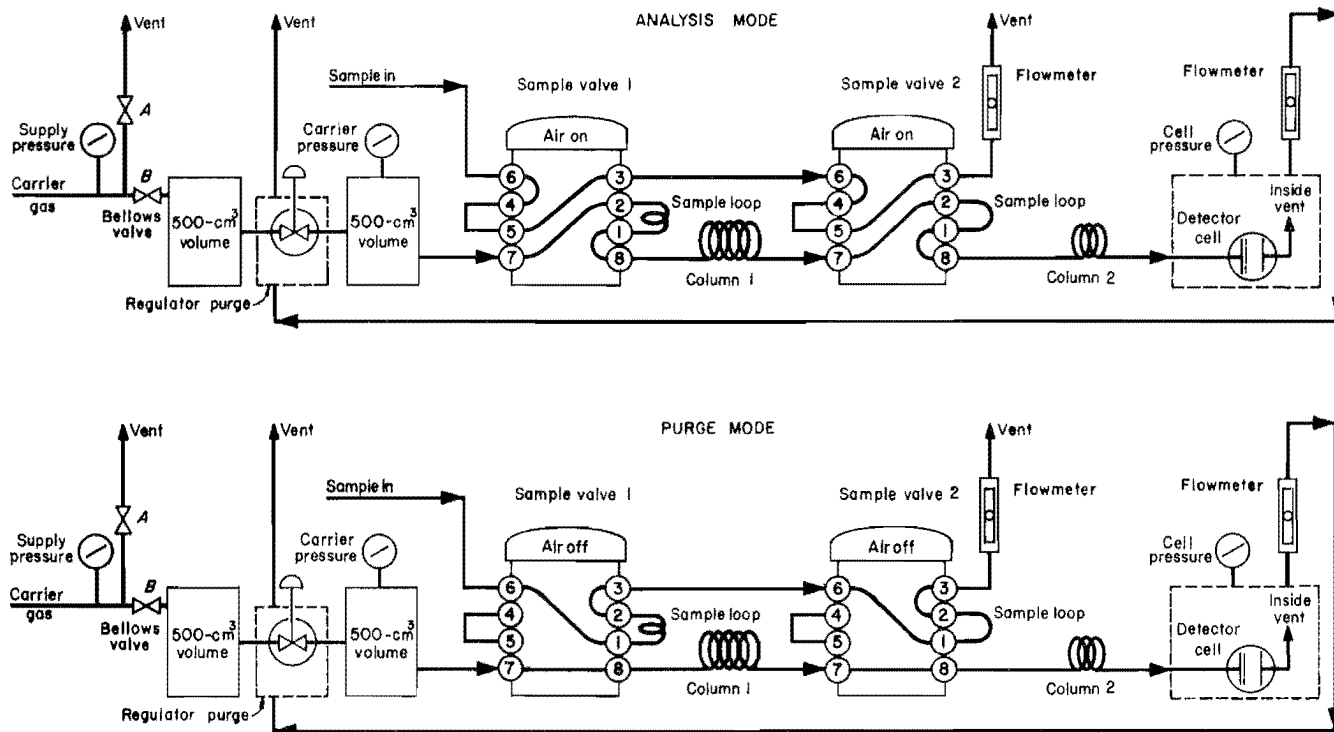 ANALYSIS MODE
Vent
Vent
Vent
Sample in
Sample valve 1
Sample valve 2
Flowmeter
Flowmeter
A
Supply
pressure
Carrier
pressure
Air on
Air on
Cell
pressure
Carrier
gas
B
Bellows
valve
500-cm³
volume
500-cm³
volume
6
3
4
2
5
1
7
8
Sample loop
Column 1
6
3
4
2
5
1
7
8
Sample loop
Column 2
Inside
vent
Detector
cell
Regulator purge
PURGE MODE
Vent
Vent
Vent
Sample in
Sample valve 1
Sample valve 2
Flowmeter
Flowmeter
A
Supply
pressure
Carrier
pressure
Air off
Air off
Cell
pressure
Carrier
gas
B
Bellows
valve
500-cm³
volume
500-cm³
volume
6
3
4
2
5
1
7
8
Sample loop
Column 1
6
3
4
2
5
1
7
8
Sample loop
Column 2
Inside
vent
Detector
cell
Regulator purge